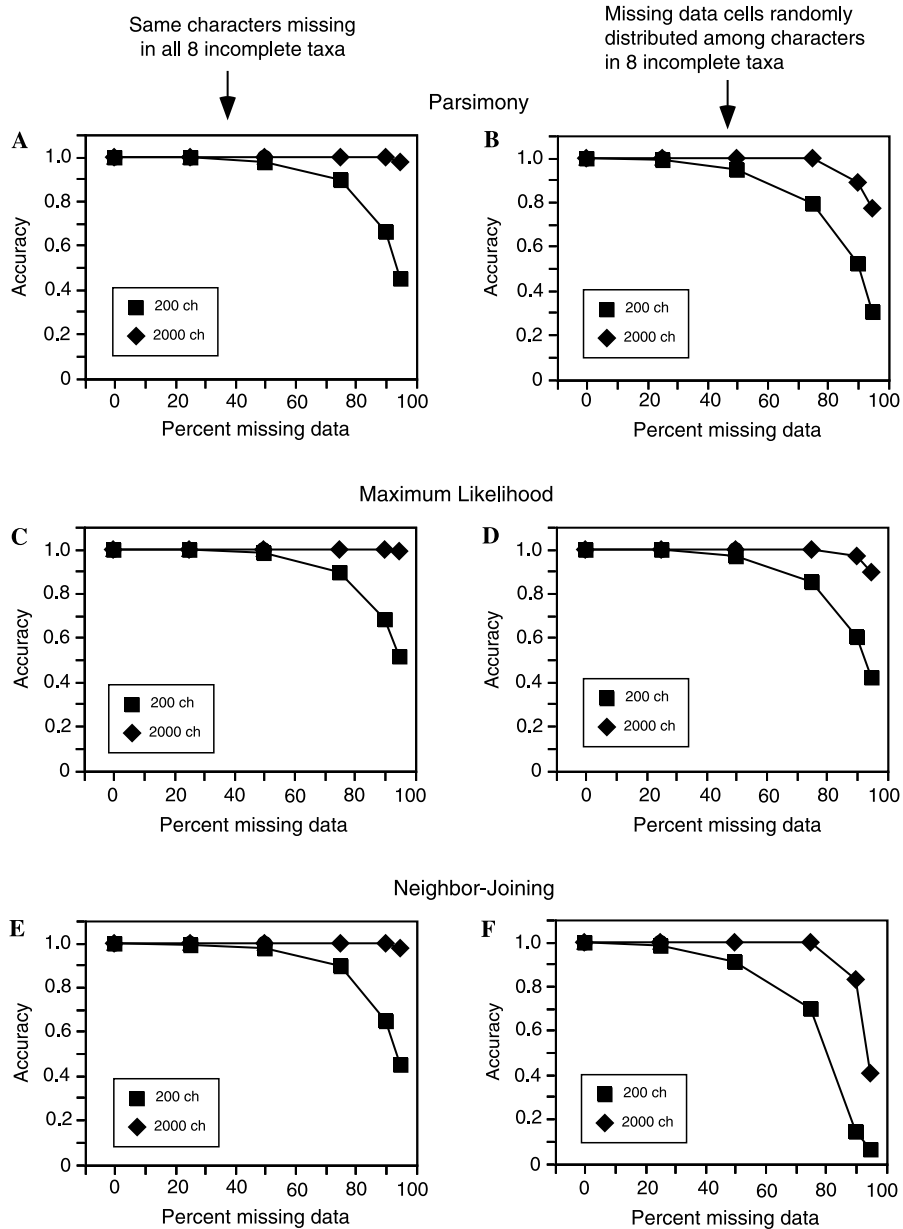 Same characters missing
in all 8 incomplete taxa
Missing data cells randomly
distributed among characters
in 8 incomplete taxa
Parsimony
A
1.0
0.8
0.6
0.4
0.2
0
Accuracy
200 ch
2000 ch
0 20 40 60 80 100
Percent missing data
B
1.0
0.8
0.6
0.4
0.2
0
Accuracy
200 ch
2000 ch
0 20 40 60 80 100
Percent missing data
Maximum Likelihood
C
1.0
0.8
0.6
0.4
0.2
0
Accuracy
200 ch
2000 ch
0 20 40 60 80 100
Percent missing data
D
1.0
0.8
0.6
0.4
0.2
0
Accuracy
200 ch
2000 ch
0 20 40 60 80 100
Percent missing data
Neighbor-Joining
E
1.0
0.8
0.6
0.4
0.2
0
Accuracy
200 ch
2000 ch
0 20 40 60 80 100
Percent missing data
F
1.0
0.8
0.6
0.4
0.2
0
Accuracy
200 ch
2000 ch
0 20 40 60 80 100
Percent missing data